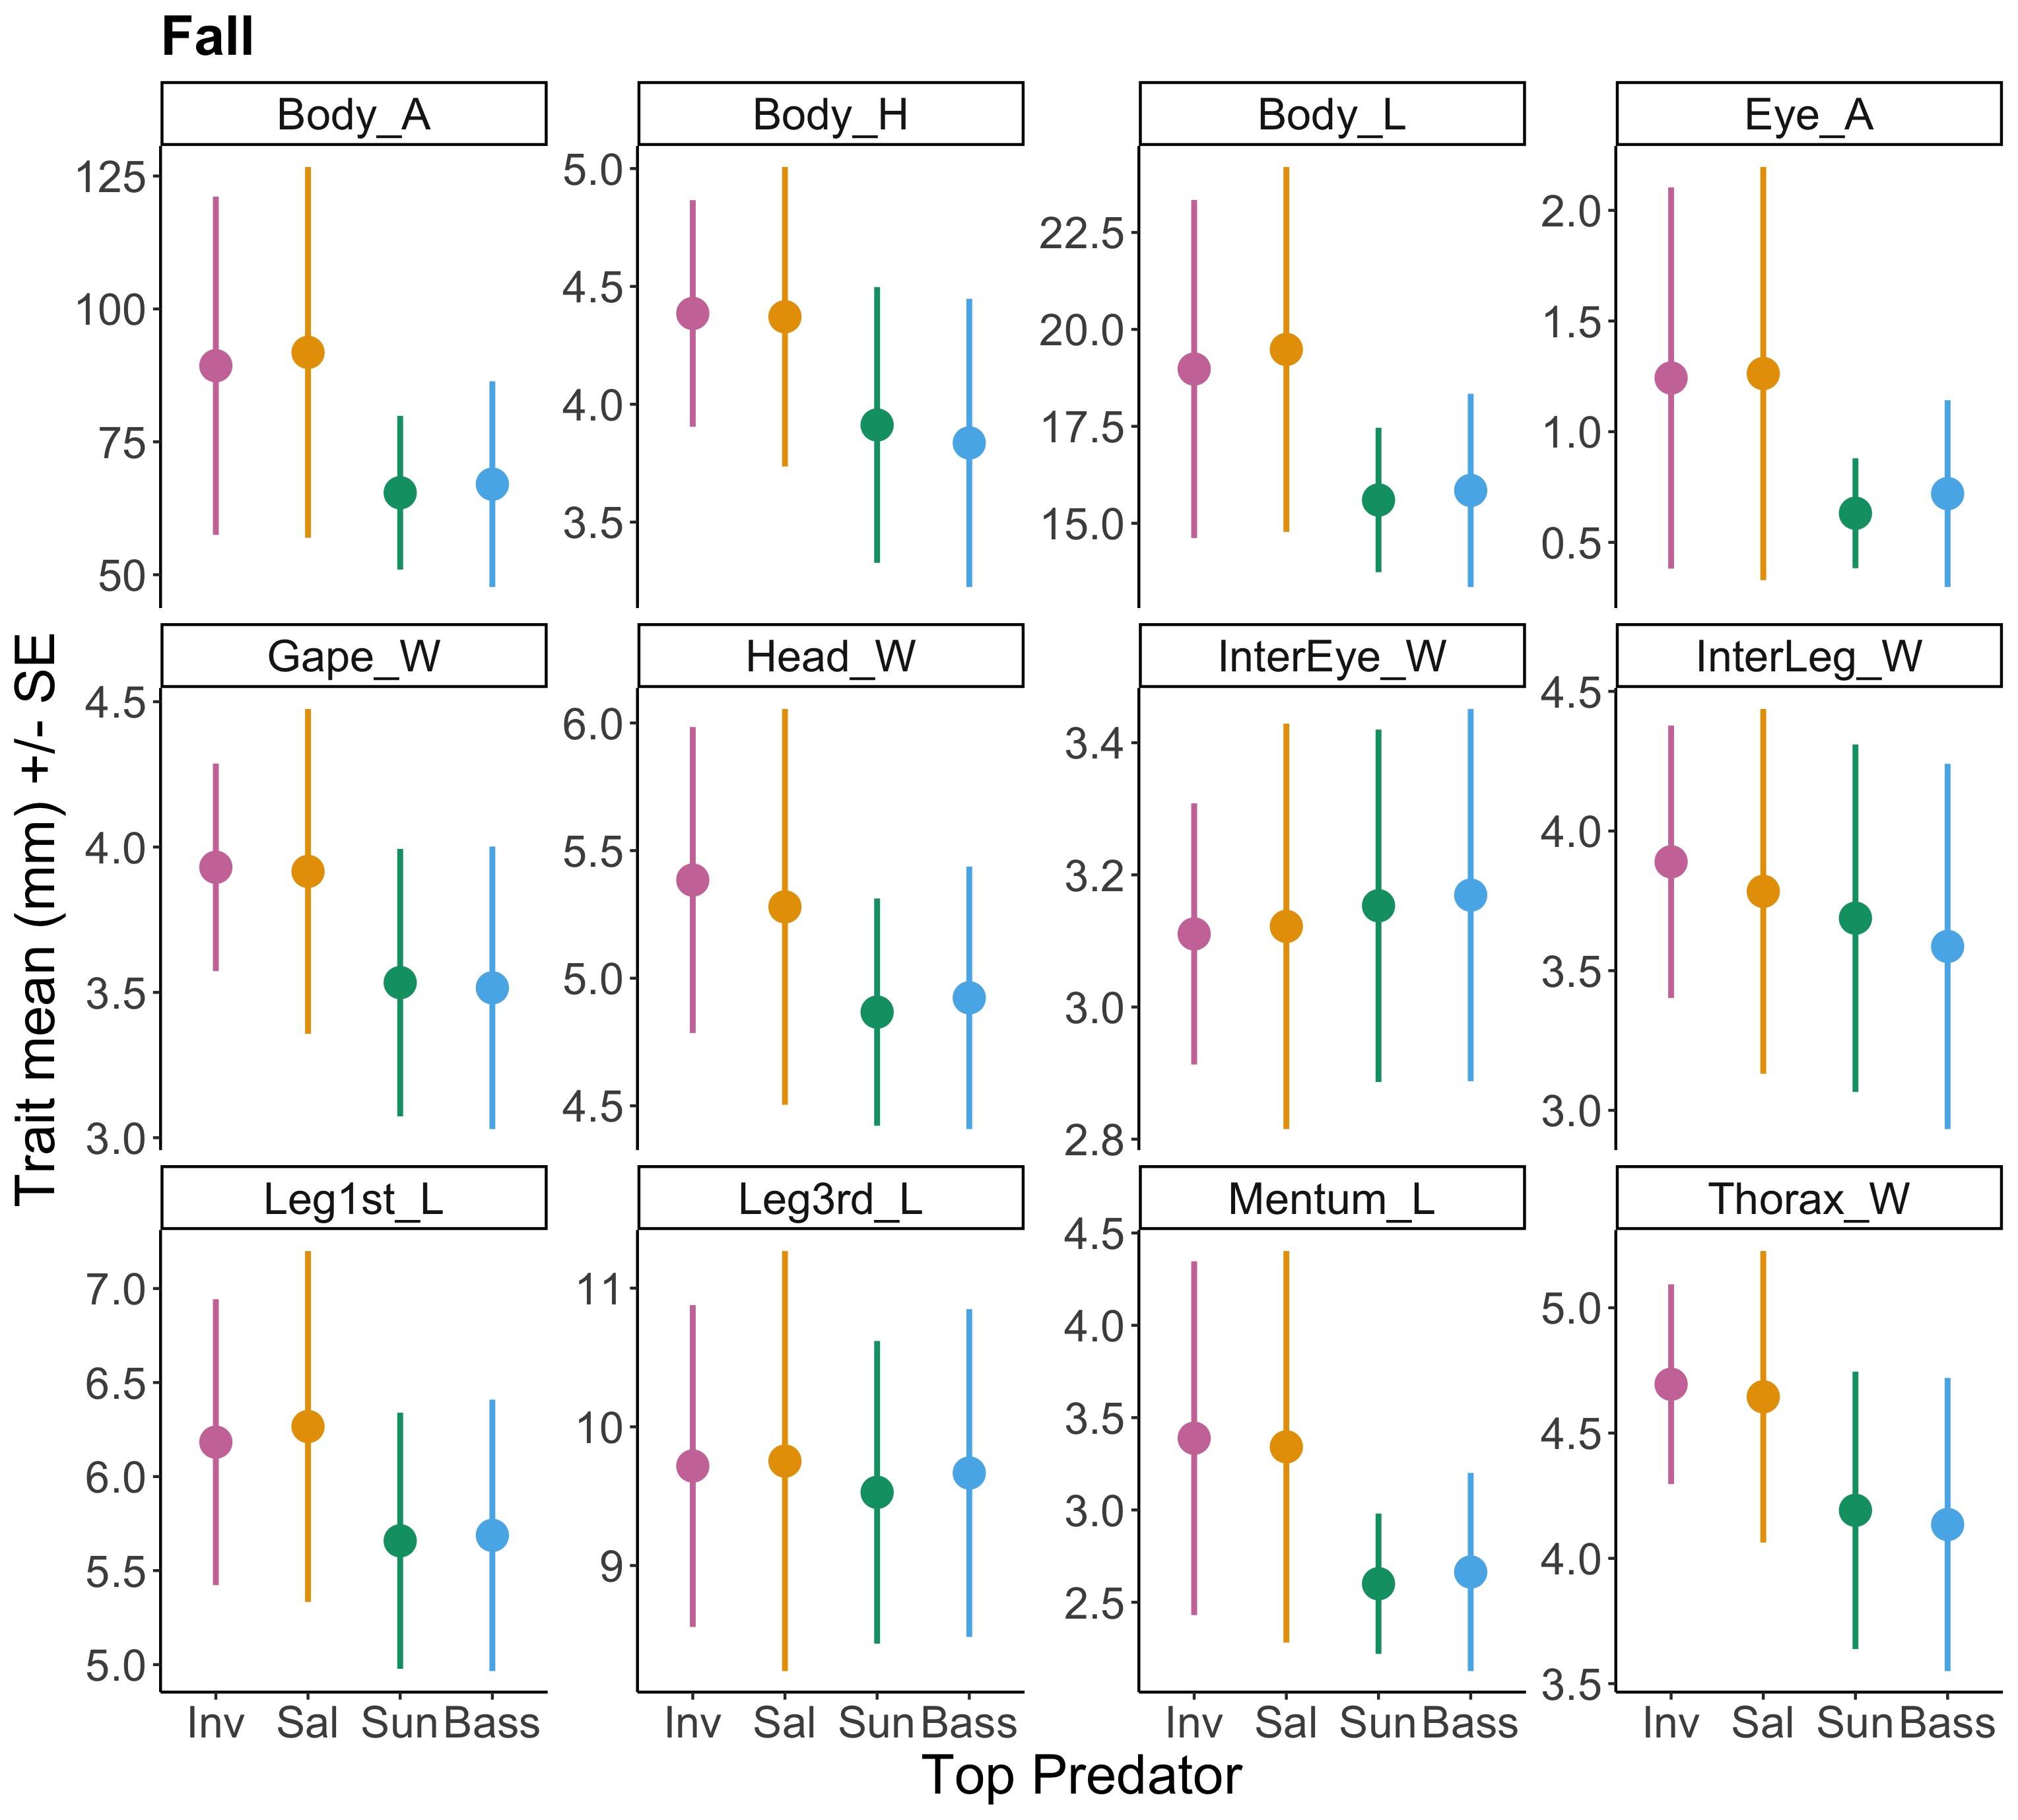 Fall
Body_A Body_H Body_L Eye_A
125 100 75 50
5.0 4.5 4.0 3.5
22.5 20.0 17.5 15.0
2.0 1.5 1.0 0.5
Gape_W Head_W InterEye_W InterLeg_W
4.5 4.0 3.5 3.0
6.0 5.5 5.0 4.5
3.4 3.2 3.0 2.8
4.5 4.0 3.5 3.0
Leg1st_L Leg3rd_L Mentum_L Thorax_W
7.0 6.5 6.0 5.5 5.0
11 10 9
4.5 4.0 3.5 3.0 2.5
5.0 4.5 4.0 3.5
Inv Sal Sun Bass Inv Sal Sun Bass Inv Sal Sun Bass Inv Sal Sun Bass
Top Predator
Trait mean (mm) +/- SE